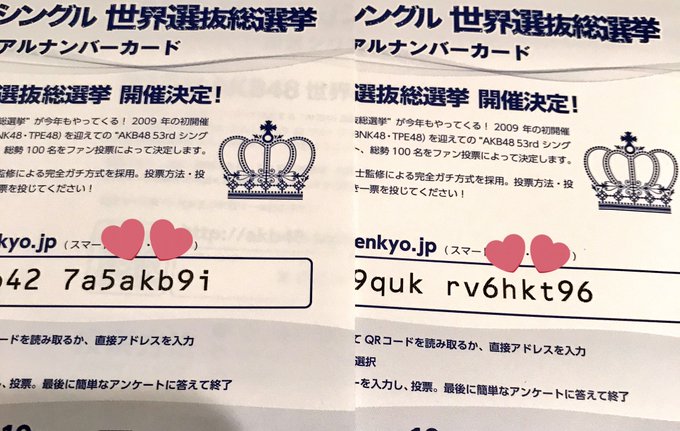 シングル 世界選抜総選挙
アルナンバーカード
選抜総選挙 開催決定！
総選挙” が今年もやってくる！ 2009 年の初開催
NK48・TPE48) を迎えての “AKB48 53rd シング
、総勢 100 名をファン投票によって決定します。
監修による完全ガチ方式を採用。投票方法・投
票を投じてください！
nkyo.jp（スマー
42 7a5akb9i
ードを読み取るか、直接アドレスを入力
、投票。最後に簡単なアンケートに答えて終了
シングル 世界選抜総選挙
アルナンバーカード
選抜総選挙 開催決定！
総選挙” が今年もやってくる！ 2009 年の初開催
BNK48・TPE48) を迎えての “AKB48 53rd シン
、総勢 100 名をファン投票によって決定します。
士監修による完全ガチ方式を採用。投票方法・投
き一票を投じてください！
enkyo.jp（スマー
9quk rv6hkt96
て QRコードを読み取るか、直接アドレスを入力
選択
ーを入力し、投票。最後に簡単なアンケートに答えて終了